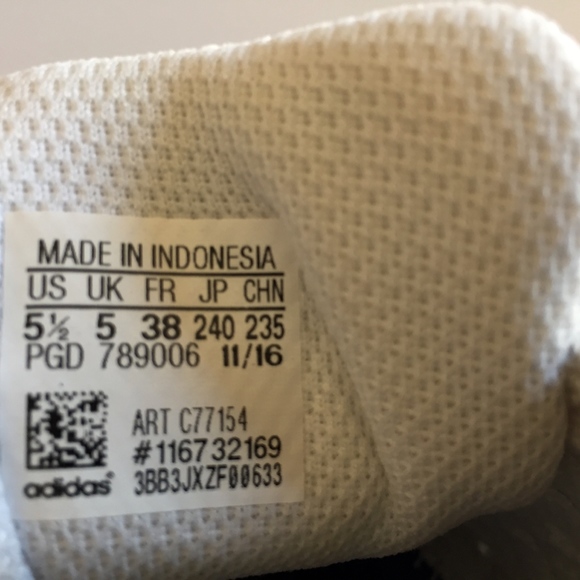 MADE IN INDONESIA
US UK FR JP CHN
5½ 5 38 240 235
PGD 789006 11/16
ART C77154
#116732169
adidas 3BB3JXZF00633